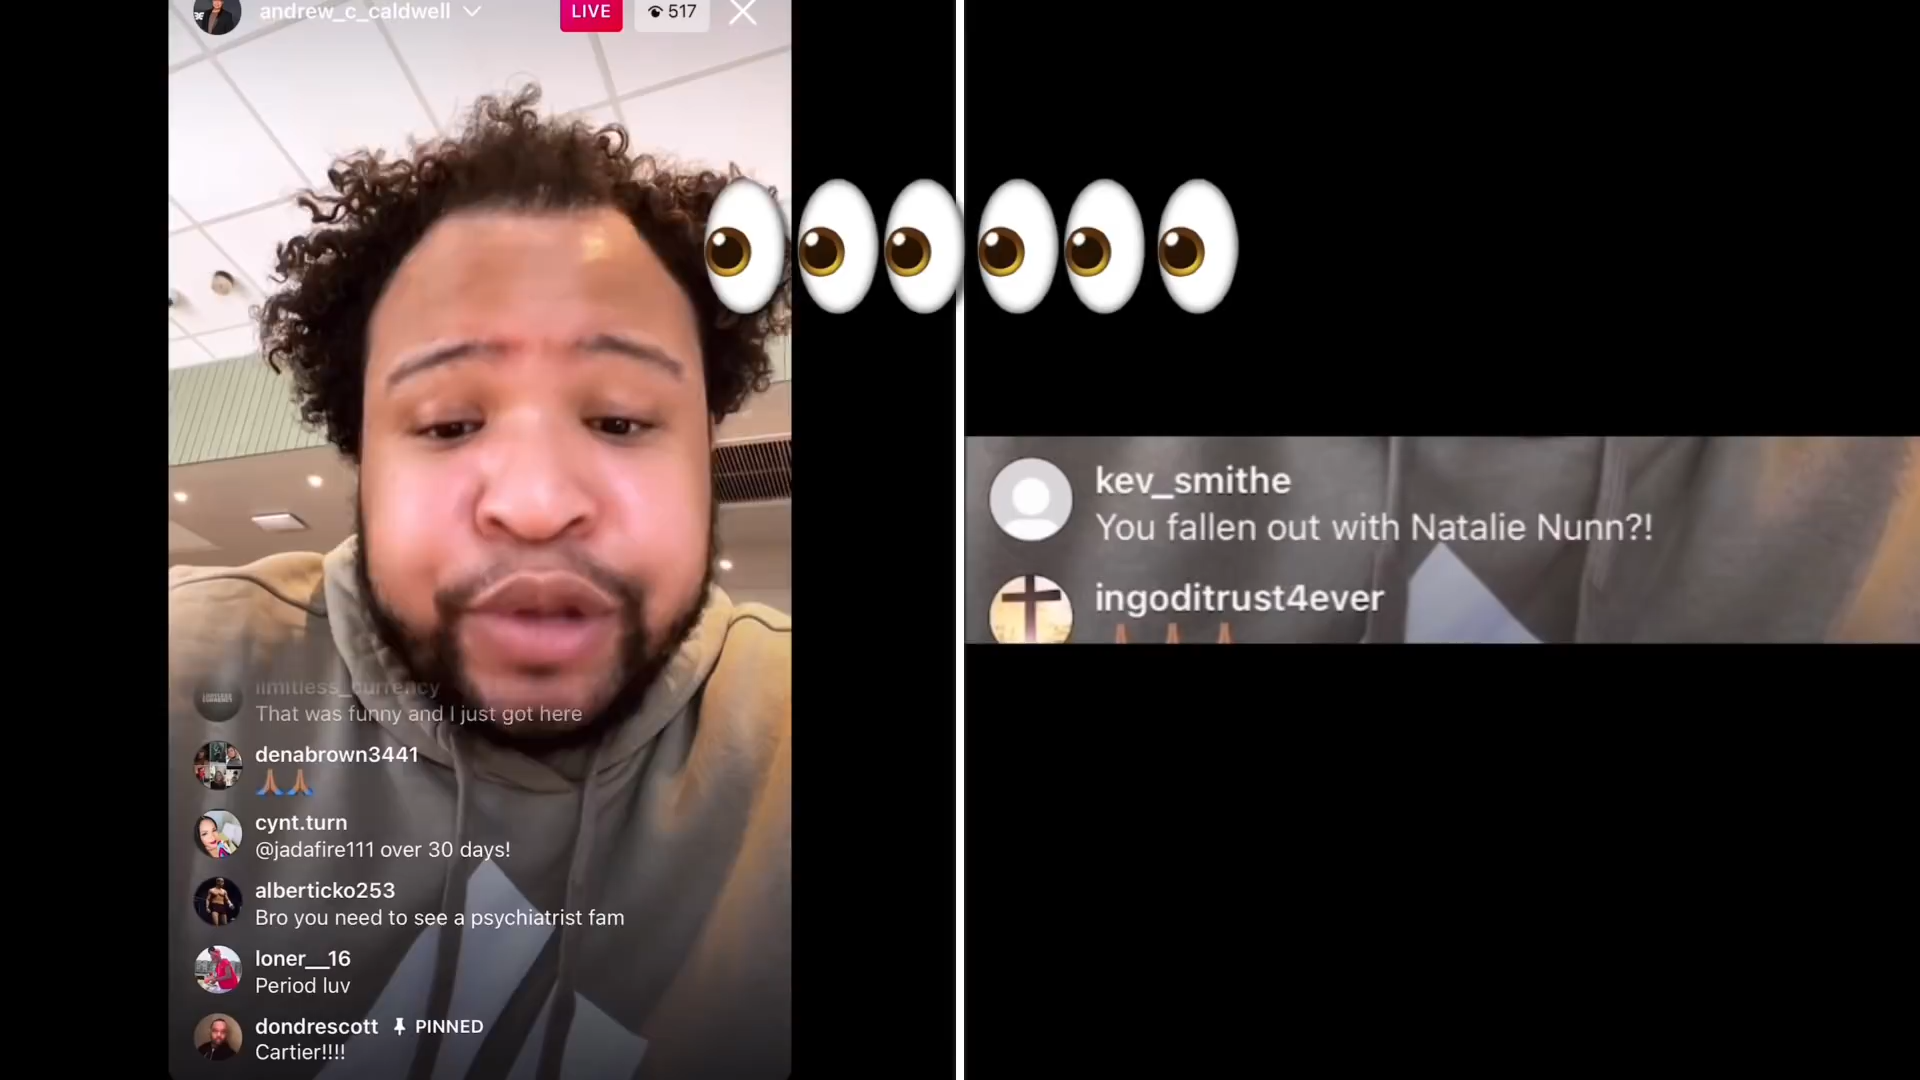 andrew_c_caldwell
LIVE
517
limitless_currency
That was funny and I just got here
denabrown3441
cynt.turn
@jadafire111 over 30 days!
alberticko253
Bro you need to see a psychiatrist fam
loner__16
Period luv
dondrescott PINNED
Cartier!!!!
kev_smithe
You fallen out with Natalie Nunn?!
ingoditrust4ever